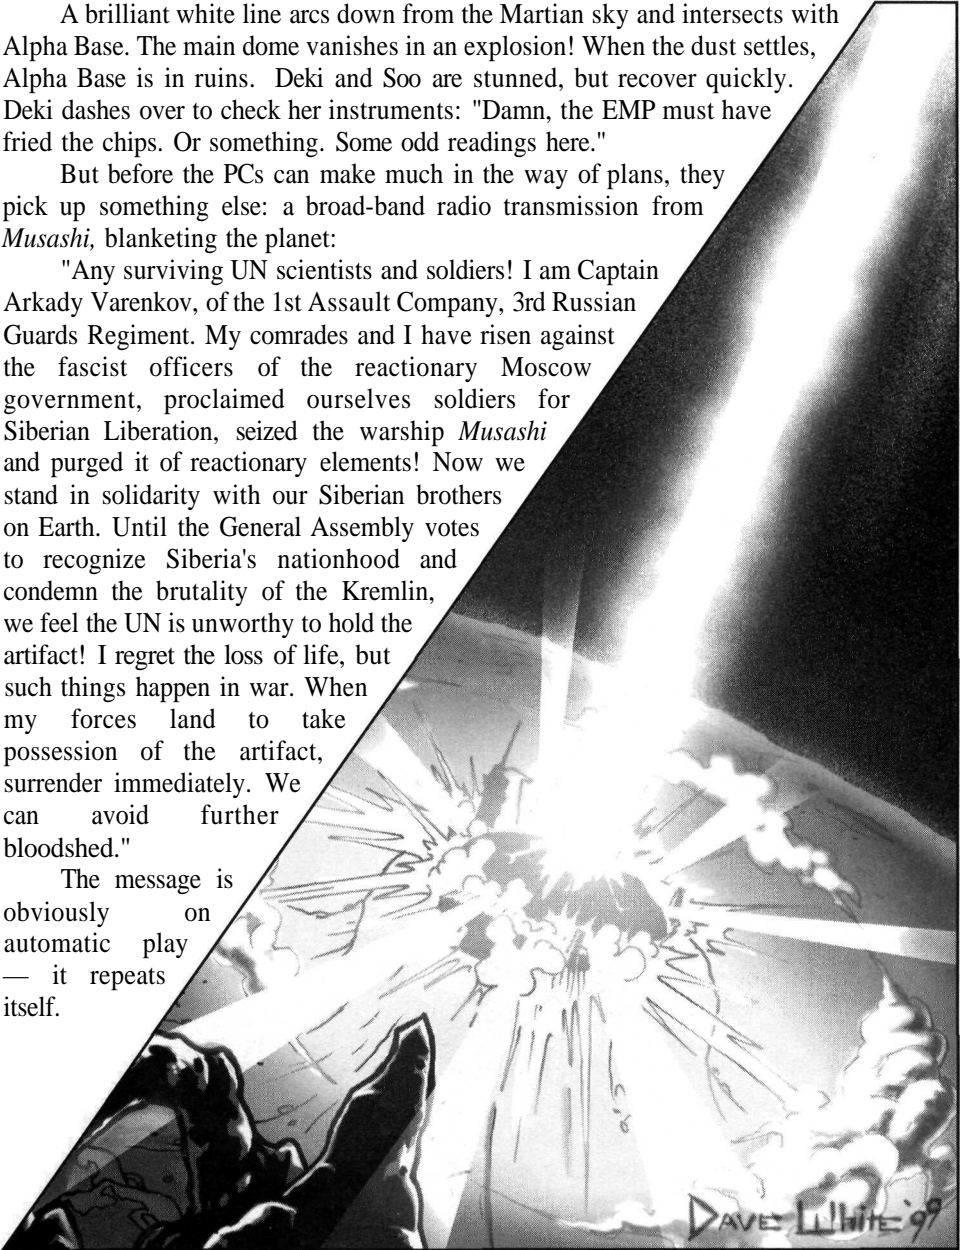 A brilliant white line arcs down from the Martian sky and intersects with
Alpha Base. The main dome vanishes in an explosion! When the dust settles,
Alpha Base is in ruins. Deki and Soo are stunned, but recover quickly.
Deki dashes over to check her instruments: "Damn, the EMP must have
fried the chips. Or something. Some odd readings here."
But before the PCs can make much in the way of plans, they
pick up something else: a broad-band radio transmission from
Musashi, blanketing the planet:
"Any surviving UN scientists and soldiers! I am Captain
Arkady Varenkov, of the 1st Assault Company, 3rd Russian
Guards Regiment. My comrades and I have risen against
the fascist officers of the reactionary Moscow
government, proclaimed ourselves soldiers for
Siberian Liberation, seized the warship Musashi
and purged it of reactionary elements! Now we
stand in solidarity with our Siberian brothers
on Earth. Until the General Assembly votes
to recognize Siberia's nationhood and
condemn the brutality of the Kremlin,
we feel the UN is unworthy to hold the
artifact! I regret the loss of life, but
such things happen in war. When
my forces land to take
possession of the artifact,
surrender immediately. We
can avoid further
bloodshed."
The message is
obviously on
automatic play
— it repeats
itself.
DAVE White '99